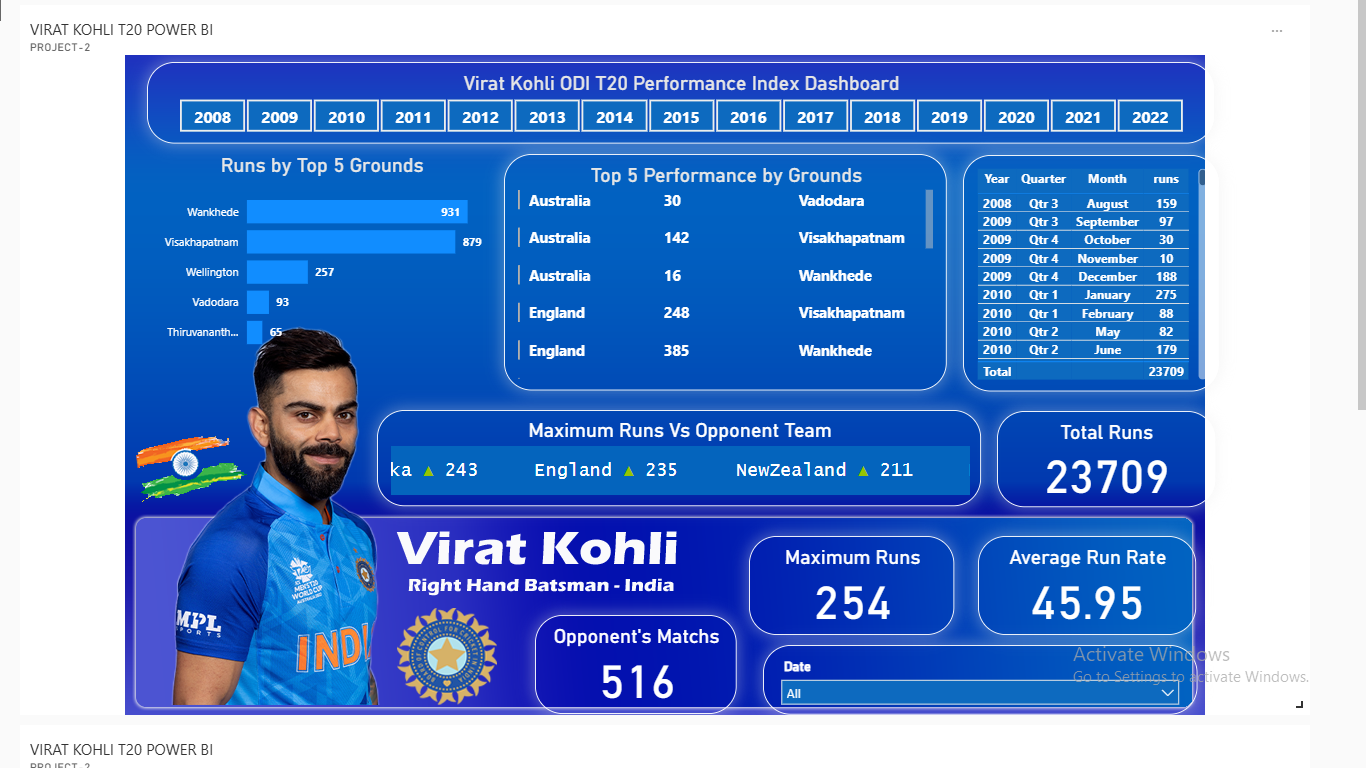 VIRAT KOHLI T20 POWER BI
PROJECT-2
...
Virat Kohli ODI T20 Performance Index Dashboard
2008 2009 2010 2011 2012 2013 2014 2015 2016 2017 2018 2019 2020 2021 2022
Runs by Top 5 Grounds
Wankhede 931
Visakhapatnam 879
Wellington 257
Vadodara 93
Thiruvananth... 65
Top 5 Performance by Grounds
Australia 30 Vadodara
Australia 142 Visakhapatnam
Australia 16 Wankhede
England 248 Visakhapatnam
England 385 Wankhede
Year Quarter Month runs
2008 Qtr 3 August 159
2009 Qtr 3 September 97
2009 Qtr 4 October 30
2009 Qtr 4 November 10
2009 Qtr 4 December 188
2010 Qtr 1 January 275
2010 Qtr 1 February 88
2010 Qtr 2 May 82
2010 Qtr 2 June 179
Total 23709
Maximum Runs Vs Opponent Team
ka ▲ 243 England ▲ 235 NewZealand ▲ 211
Total Runs
23709
Virat Kohli
Right Hand Batsman - India
Maximum Runs
254
Average Run Rate
45.95
Opponent's Matchs
516
Date
All
MEN'S T20
WORLD CUP
MPL
SPORTS
INDI
Activate Windows
Go to Settings to activate Windows.
VIRAT KOHLI T20 POWER BI
PROJECT-2